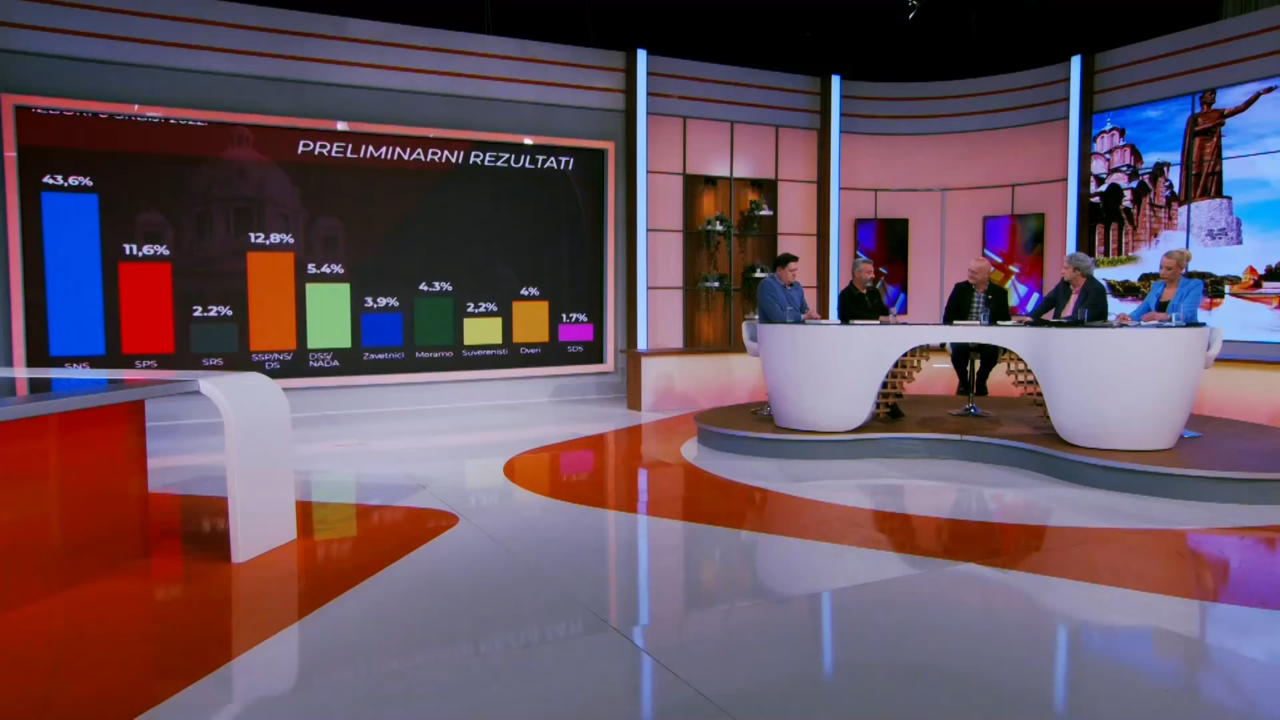 PRELIMINARNI REZULTATI
43,6%
11,6%
2.2%
12,8%
5.4%
3,9%
4.3%
2,2%
4%
1.7%
SNS
SPS
SRS
SSP/NS/
DS
DSS/
NADA
Zavetnici
Moramo
Suverenisti
Dveri
SDS